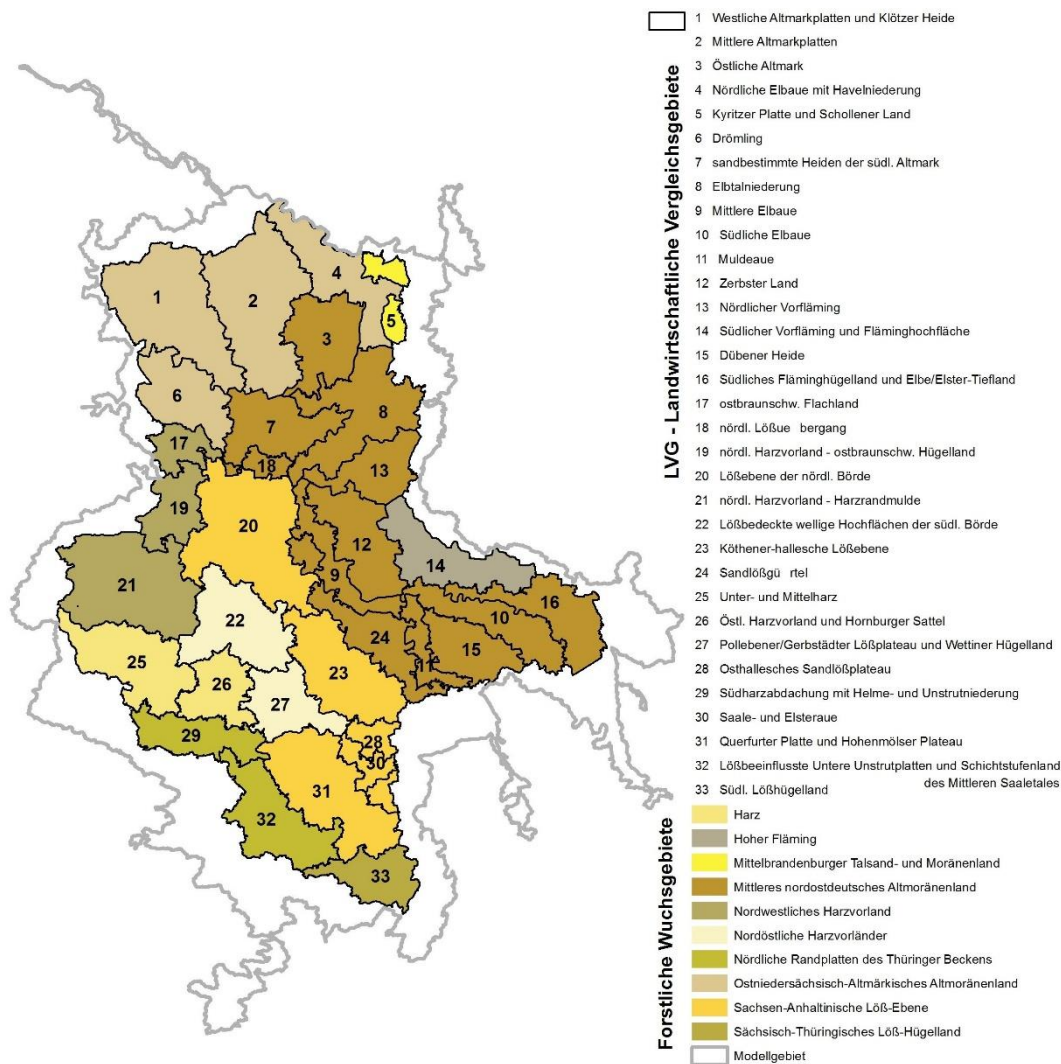 1 Westliche Altmarkplatten und Klötzer Heide
2 Mittlere Altmarkplatten
3 Östliche Altmark
4 Nördliche Elbaue mit Havelniederung
5 Kyritzer Platte und Schollener Land
6 Drömling
7 sandbestimmte Heiden der südl. Altmark
8 Elbtalniederung
9 Mittlere Elbaue
10 Südliche Elbaue
11 Muldeaue
12 Zerbster Land
13 Nördlicher Vorfläming
14 Südlicher Vorfläming und Fläminghochfläche
15 Dübener Heide
16 Südliches Fläminghügelland und Elbe/Elster-Tiefland
17 ostbraunschw. Flachland
18 nördl. Lößue bergang
19 nördl. Harzvorland - ostbraunschw. Hügelland
20 Lößebene der nördl. Börde
21 nördl. Harzvorland - Harzrandmulde
22 Lößbedeckte wellige Hochflächen der südl. Börde
23 Köthener-hallesche Lößebene
24 Sandlößgü rtel
25 Unter- und Mittelharz
26 Östl. Harzvorland und Hornburger Sattel
27 Pollebener/Gerbstädter Lößplateau und Wettiner Hügelland
28 Osthallesches Sandlößplateau
29 Südharzabdachung mit Helme- und Unstrutniederung
30 Saale- und Elsteraue
31 Querfurter Platte und Hohenmölser Plateau
32 Lößbeeinflusste Untere Unstrutplatten und Schichtstufenland
des Mittleren Saaletales
33 Südl. Lößhügelland
LVG - Landwirtschaftliche Vergleichsgebiete
Harz
Hoher Fläming
Mittelbrandenburger Talsand- und Moränenland
Mittleres nordostdeutsches Altmoränenland
Nordwestliches Harzvorland
Nordöstliche Harzvorländer
Nördliche Randplatten des Thüringer Beckens
Ostniedersächsisch-Altmärkisches Altmoränenland
Sachsen-Anhaltinische Löß-Ebene
Sächsisch-Thüringisches Löß-Hügelland
Modellgebiet
Forstliche Wuchsgebiete
1
2
3
4
5
6
7
8
9
10
11
12
13
14
15
16
17
18
19
20
21
22
23
24
25
26
27
28
29
30
31
32
33